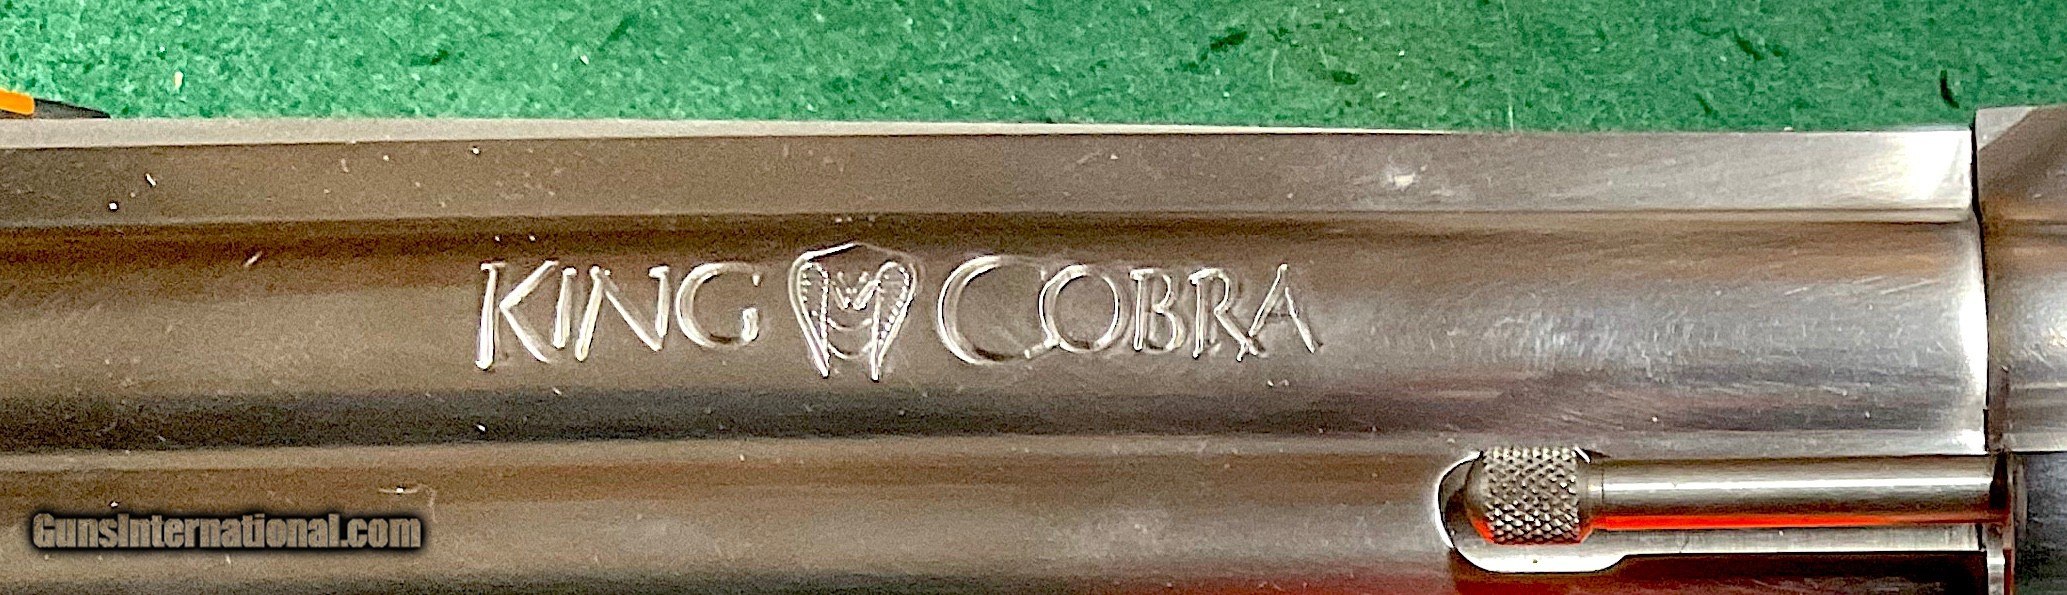 KING COBRA
GunsInternational.com